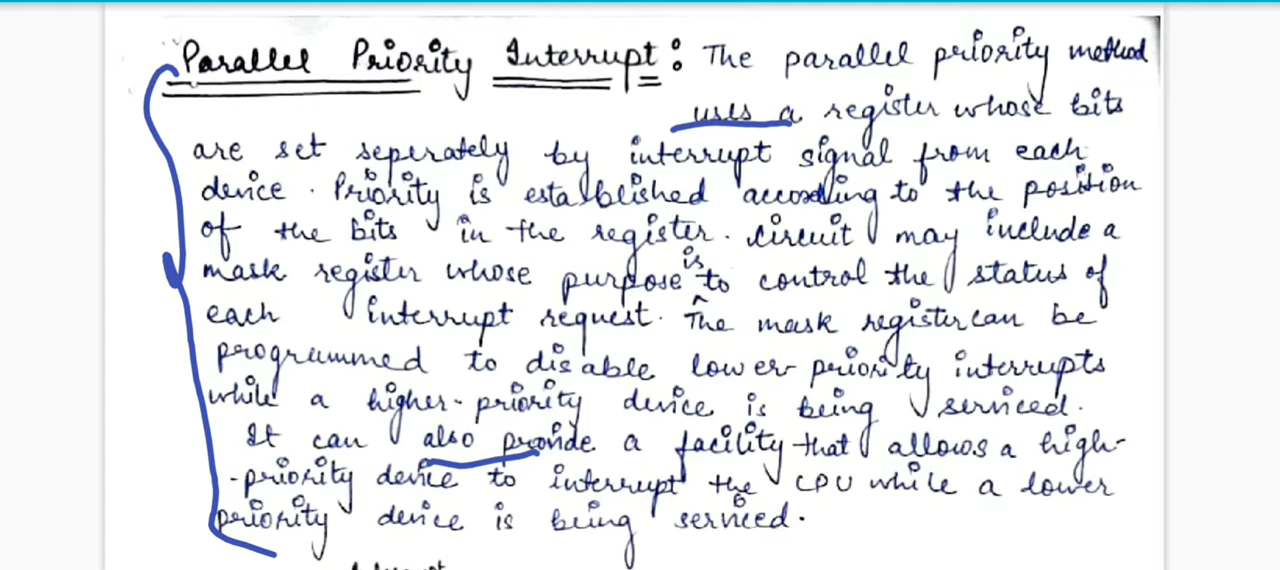 Parallel Priority Interrupt : The parallel priority method
uses a register whose bits
are set seperately by interrupt signal from each
device. Priority is established according to the position
of the bits in the register. Circuit may include a
mask register whose purpose is to control the status of
each interrupt request. The mask register can be
programmed to disable lower-priority interrupts
while a higher-priority device is being serviced.
It can also provide a facility that allows a high-
-priority device to interrupt the CPU while a lower
priority device is being serviced.